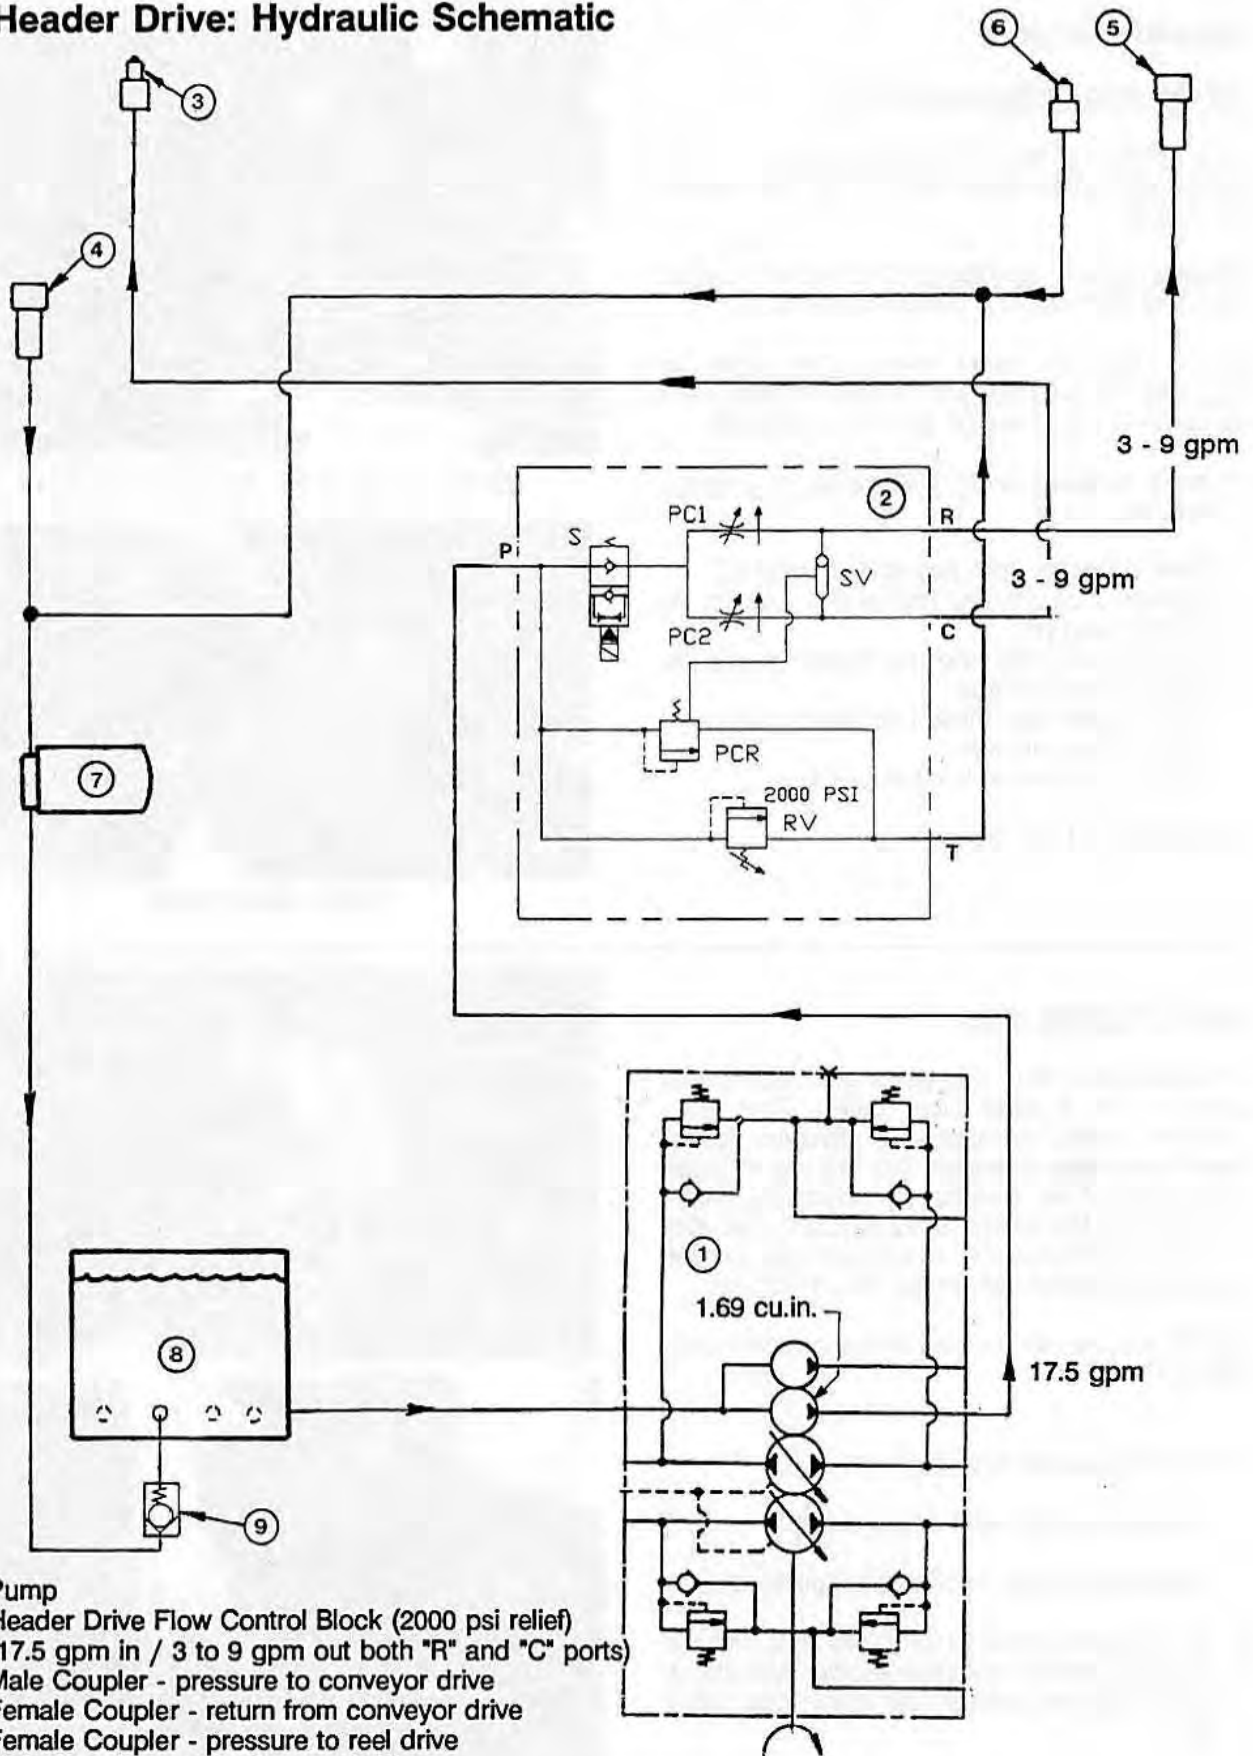 Header Drive: Hydraulic Schematic
6
5
3
4
3 - 9 gpm
2
PC1
R
S
P
SV
3 - 9 gpm
PC2
C
7
PCR
2000 PSI
RV
T
1
1.69 cu.in.
8
17.5 gpm
9
Pump
Header Drive Flow Control Block (2000 psi relief)
17.5 gpm in / 3 to 9 gpm out both "R" and "C" ports)
Male Coupler - pressure to conveyor drive
Female Coupler - return from conveyor drive
Female Coupler - pressure to reel drive